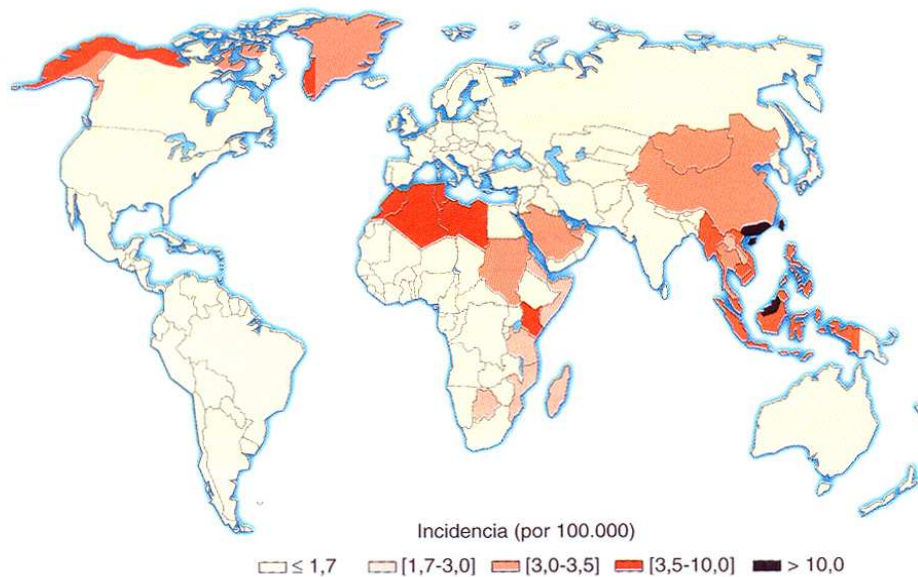 Incidencia (por 100.000)
≤ 1,7 [1,7-3,0] [3,0-3,5] [3,5-10,0] > 10,0